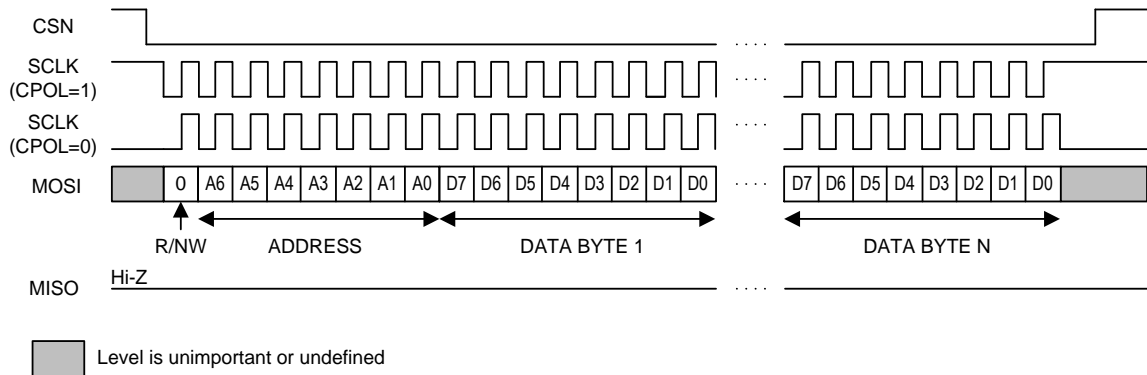 CSN
SCLK
(CPOL=1)
SCLK
(CPOL=0)
MOSI 0 A6 A5 A4 A3 A2 A1 A0 D7 D6 D5 D4 D3 D2 D1 D0 D7 D6 D5 D4 D3 D2 D1 D0
R/NW ADDRESS DATA BYTE 1 DATA BYTE N
Hi-Z
MISO
Level is unimportant or undefined